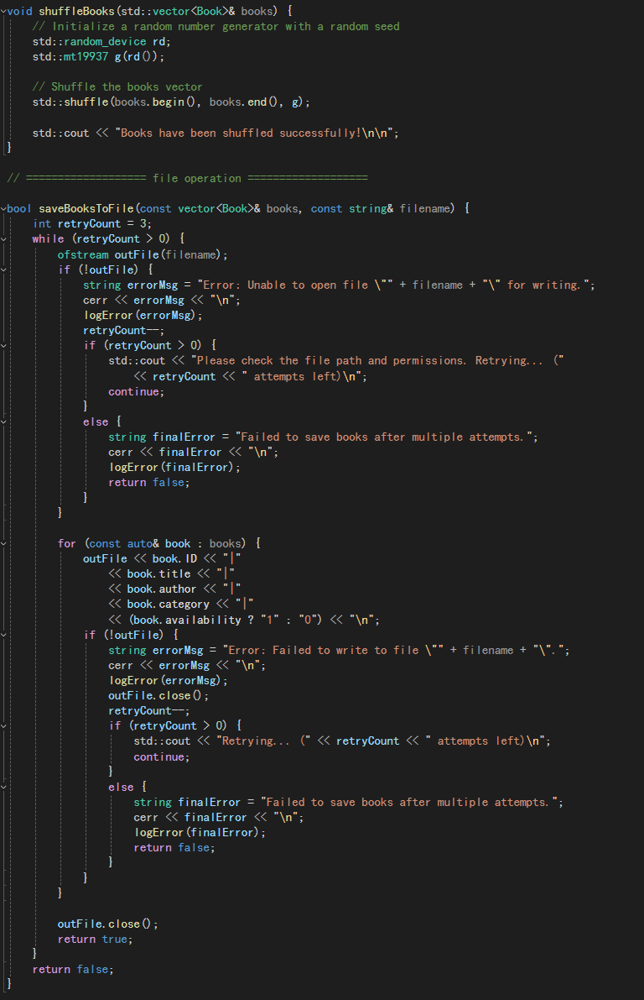 void shuffleBooks(std::vector<Book>& books) {
    // Initialize a random number generator with a random seed
    std::random_device rd;
    std::mt19937 g(rd());

    // Shuffle the books vector
    std::shuffle(books.begin(), books.end(), g);

    std::cout << "Books have been shuffled successfully!\n\n";
}

// =================== file operation ===================

bool saveBooksToFile(const vector<Book>& books, const string& filename) {
    int retryCount = 3;
    while (retryCount > 0) {
        ofstream outFile(filename);
        if (!outFile) {
            string errorMsg = "Error: Unable to open file \"" + filename + "\" for writing.";
            cerr << errorMsg << "\n";
            logError(errorMsg);
            retryCount--;
            if (retryCount > 0) {
                std::cout << "Please check the file path and permissions. Retrying... ("
                    << retryCount << " attempts left)\n";
                continue;
            }
            else {
                string finalError = "Failed to save books after multiple attempts.";
                cerr << finalError << "\n";
                logError(finalError);
                return false;
            }
        }

        for (const auto& book : books) {
            outFile << book.ID << "|"
                << book.title << "|"
                << book.author << "|"
                << book.category << "|"
                << (book.availability ? "1" : "0") << "\n";
            if (!outFile) {
                string errorMsg = "Error: Failed to write to file \"" + filename + "\".";
                cerr << errorMsg << "\n";
                logError(errorMsg);
                outFile.close();
                retryCount--;
                if (retryCount > 0) {
                    std::cout << "Retrying... (" << retryCount << " attempts left)\n";
                    continue;
                }
                else {
                    string finalError = "Failed to save books after multiple attempts.";
                    cerr << finalError << "\n";
                    logError(finalError);
                    return false;
                }
            }
        }

        outFile.close();
        return true;
    }
    return false;
}